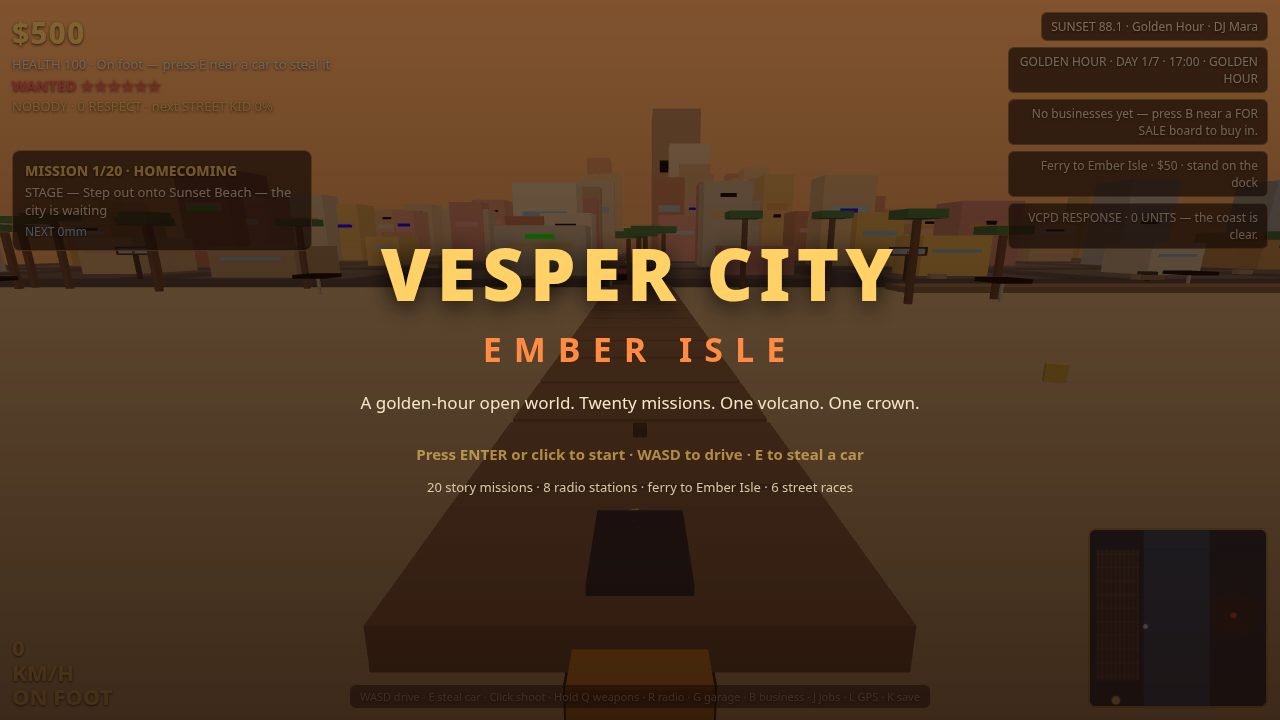 $500
HEALTH 100 · On foot — press E near a car to steal it
WANTED ☆☆☆☆☆☆
NOBODY · 0 RESPECT · next STREET KID 0%
MISSION 1/20 · HOMECOMING
STAGE — Step out onto Sunset Beach — the
city is waiting
NEXT 0mm
SUNSET 88.1 · Golden Hour · DJ Mara
GOLDEN HOUR · DAY 1/7 · 17:00 · GOLDEN
HOUR
No businesses yet — press B near a FOR
SALE board to buy in.
Ferry to Ember Isle · $50 · stand on the
dock
VCPD RESPONSE · 0 UNITS — the coast is
clear.
VESPER CITY
EMBER ISLE
A golden-hour open world. Twenty missions. One volcano. One crown.
Press ENTER or click to start · WASD to drive · E to steal a car
20 story missions · 8 radio stations · ferry to Ember Isle · 6 street races
0
KM/H
ON FOOT
WASD drive · E steal car · Click shoot · Hold Q weapons · R radio · G garage · B business · J jobs · L GPS · K save